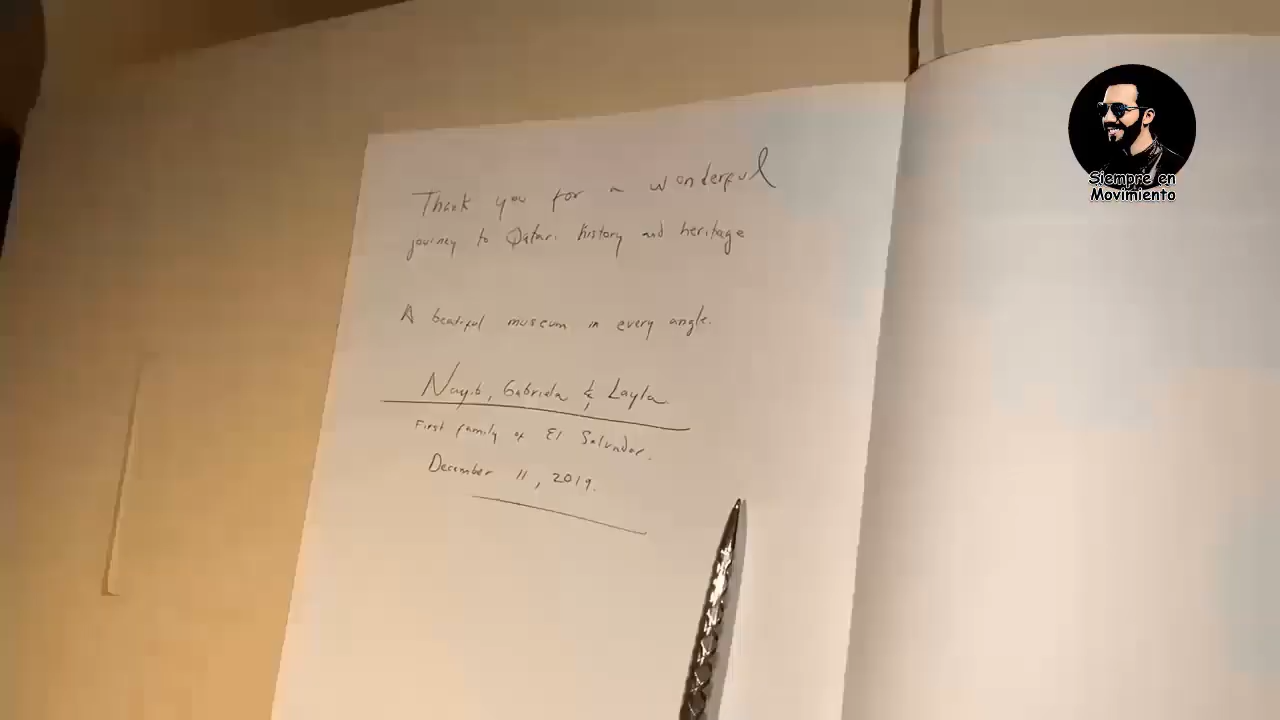 Thank you for a wonderful
journey to Qatari history and heritage
A beatiful museum in every angle.
Nayib, Gabriela & Layla.
First family of El Salvador.
December 11, 2019.
Siempre en
Movimiento